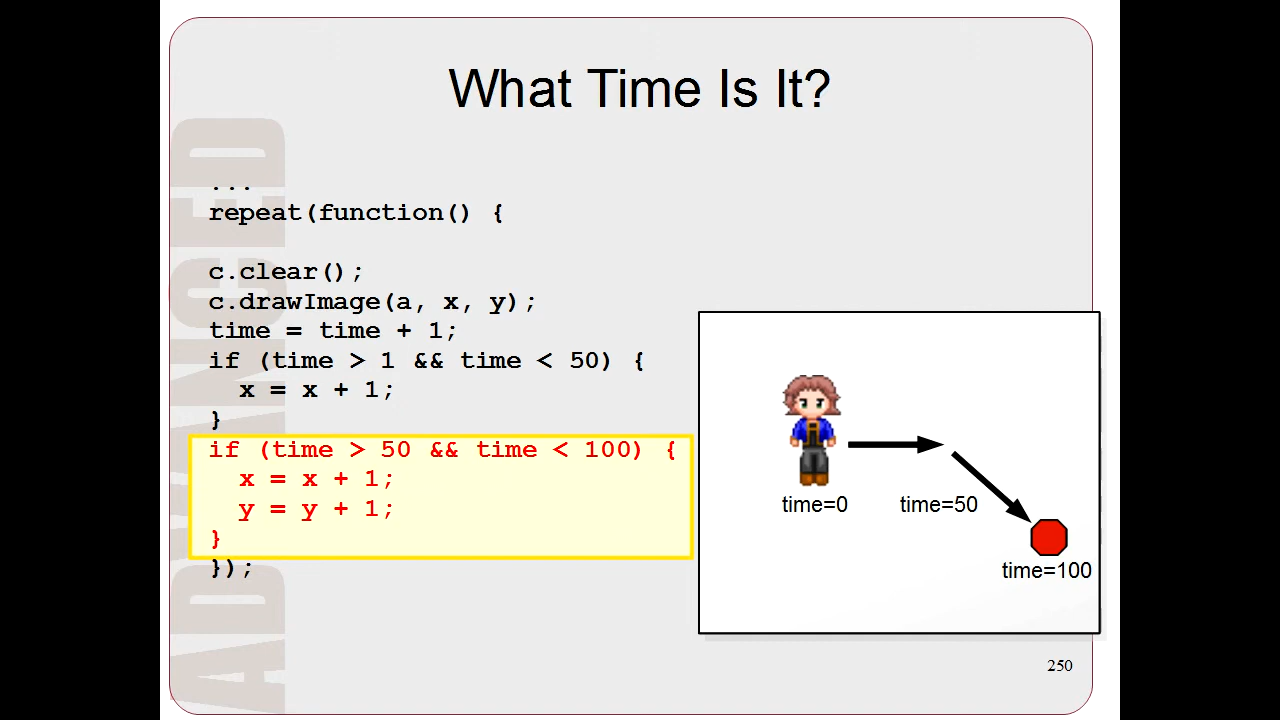 What Time Is It?
...
repeat(function() {
c.clear();
c.drawImage(a, x, y);
time = time + 1;
if (time > 1 && time < 50) {
x = x + 1;
}
if (time > 50 && time < 100) {
x = x + 1;
y = y + 1;
}
});
time=0
time=50
time=100
ADVANCED
250